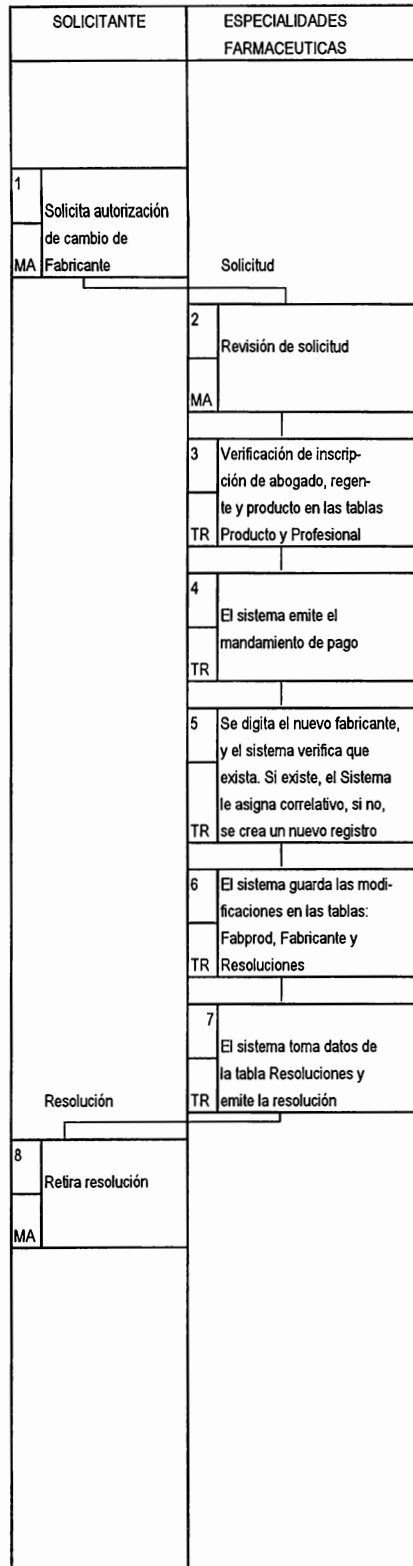 SOLICITANTE
ESPECIALIDADES
FARMACEUTICAS
1
Solicita autorización
de cambio de
MA Fabricante
Solicitud
2
Revisión de solicitud
MA
3 Verificación de inscrip-
ción de abogado, regen-
te y producto en las tablas
TR Producto y Profesional
4
El sistema emite el
mandamiento de pago
TR
5 Se digita el nuevo fabricante,
y el sistema verifica que
exista. Si existe, el Sistema
le asigna correlativo, si no,
TR se crea un nuevo registro
6 El sistema guarda las modi-
ficaciones en las tablas:
Fabprod, Fabricante y
TR Resoluciones
7
El sistema toma datos de
la tabla Resoluciones y
TR emite la resolución
Resolución
8
Retira resolución
MA